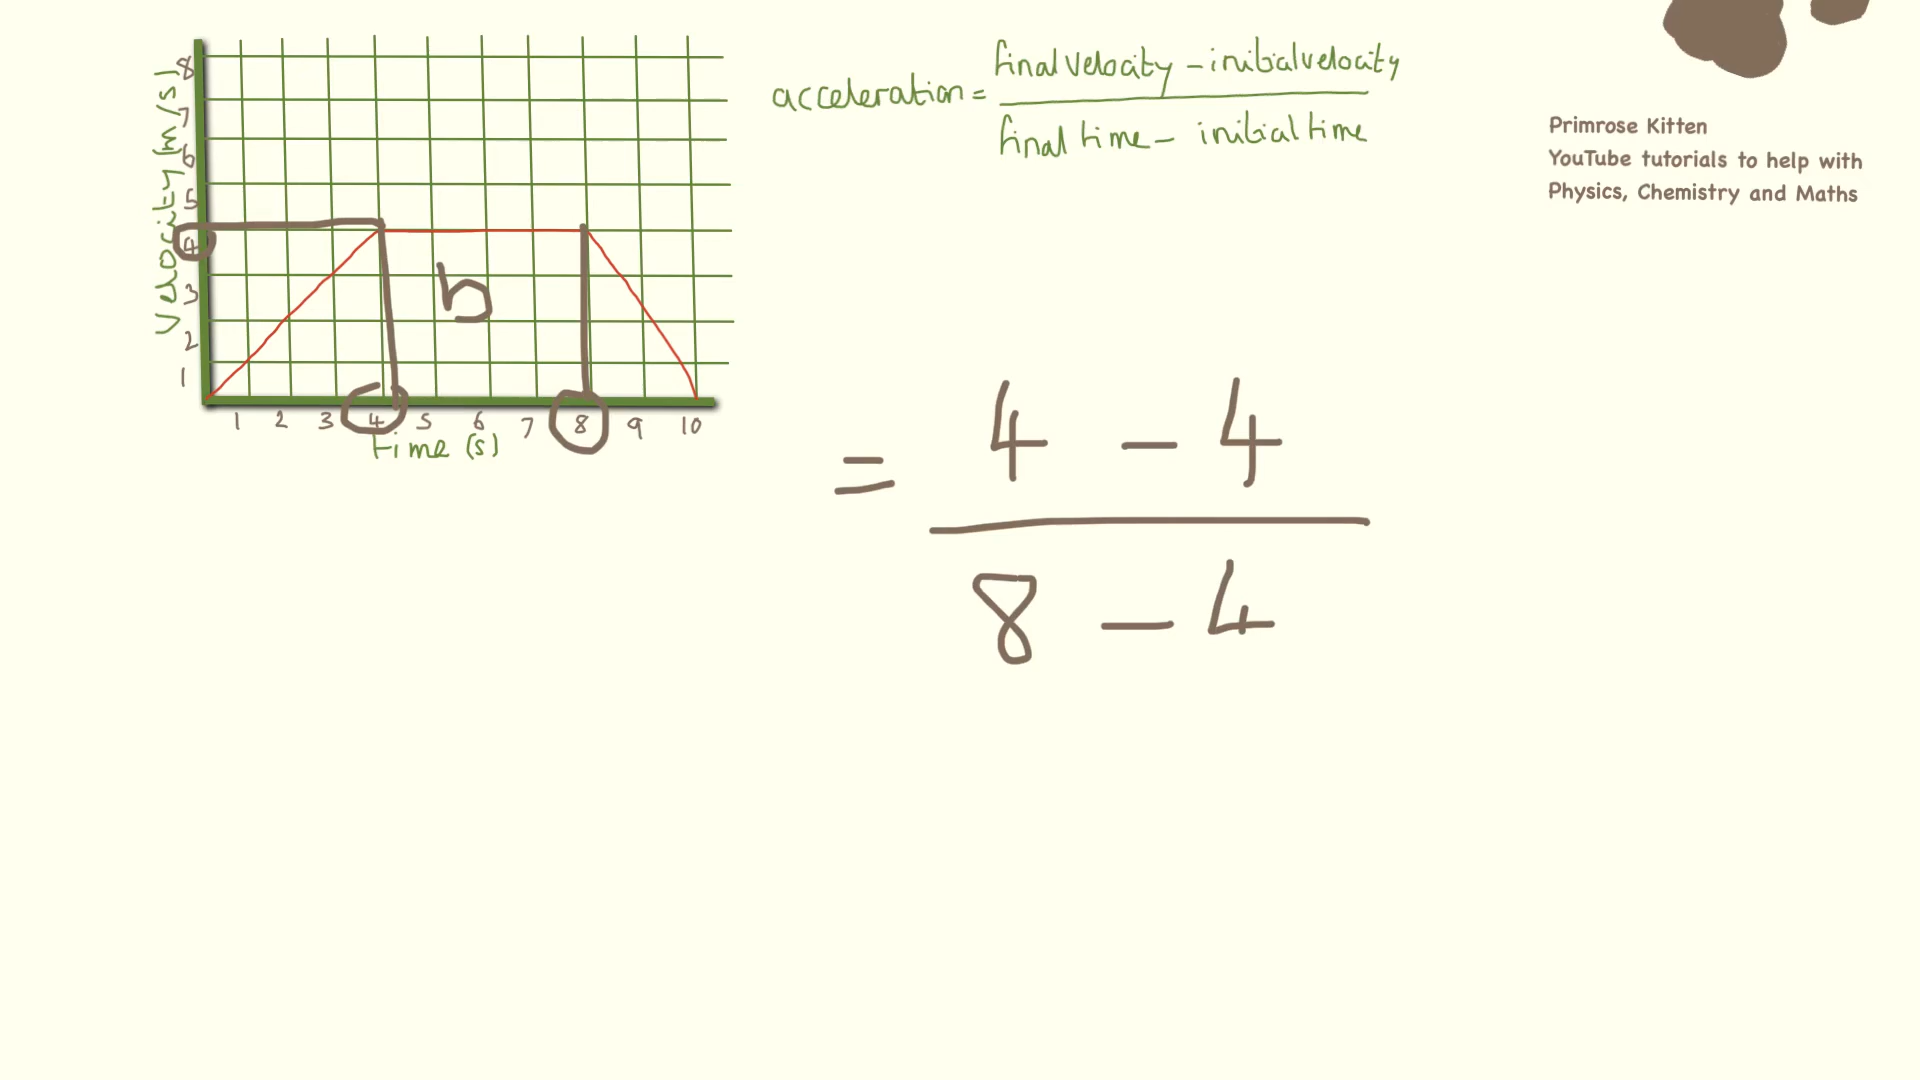 8
7
6
5
4
3
2
1
Velocity (m/s)
1 2 3 4 5 6 7 8 9 10
time (s)
b
acceleration = final velocity - initial velocity
final time - initial time
= 4 - 4
8 - 4
Primrose Kitten
YouTube tutorials to help with
Physics, Chemistry and Maths